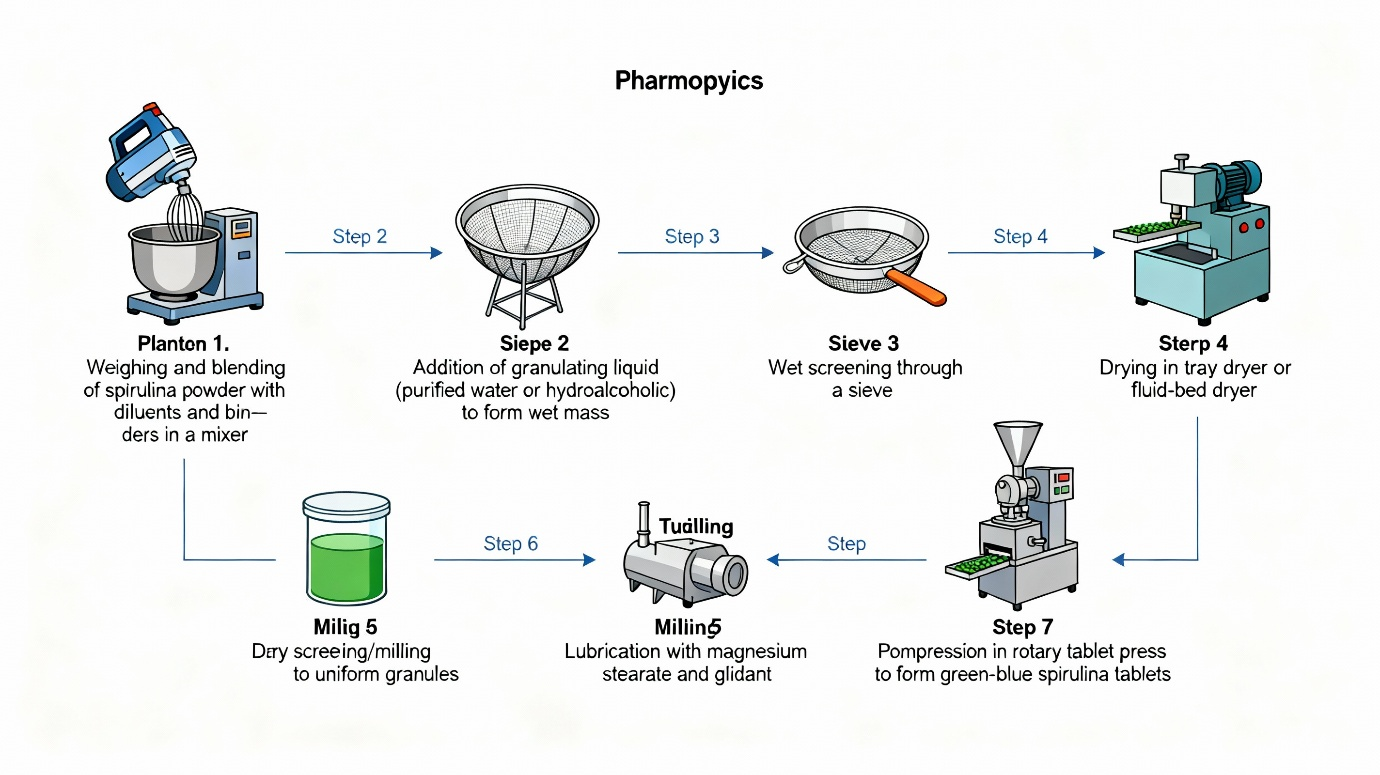 Pharmopyics
Step 2
Step 3
Step 4
Planton 1.
Weighing and blending
of spirulina powder with
diluents and bin—
ders in a mixer
Siepe 2
Addition of granulating liquid
(purified water or hydroalcoholic)
to form wet mass
Sieve 3
Wet screening through
a sieve
Sterp 4
Drying in tray dryer or
fluid-bed dryer
Step 6
Tuailling
Step
Milig 5
Dry screeing/milling
to uniform granules
Miliing5
Lubrication with magnesium
stearate and glidant
Step 7
Pompression in rotary tablet press
to form green-blue spirulina tablets